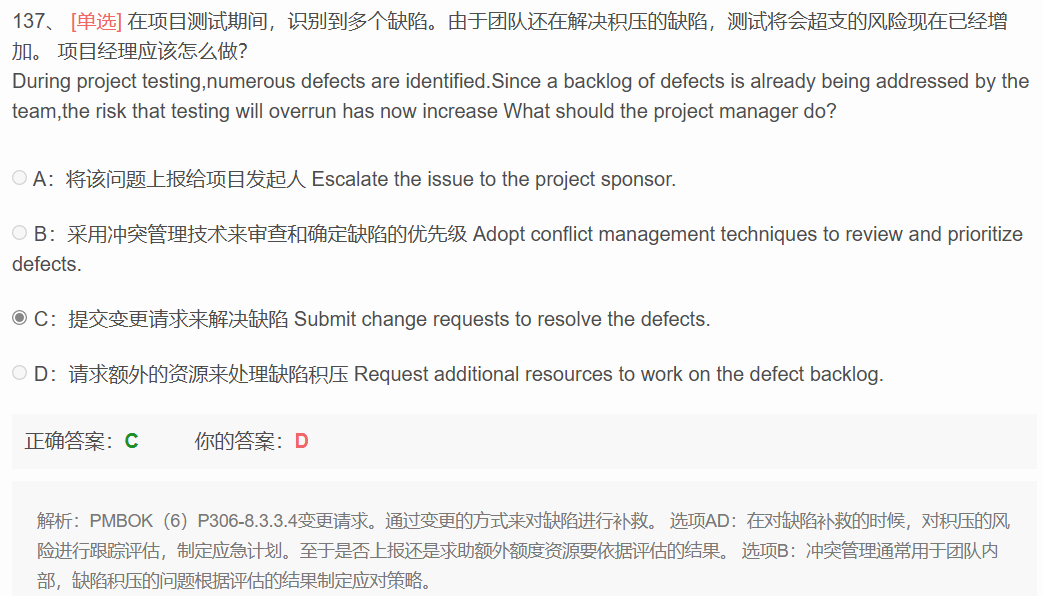 137、 [单选] 在项目测试期间，识别到多个缺陷。由于团队还在解决积压的缺陷，测试将会超支的风险现在已经增
加。 项目经理应该怎么做?
During project testing,numerous defects are identified.Since a backlog of defects is already being addressed by the
team,the risk that testing will overrun has now increase What should the project manager do?
A：将该问题上报给项目发起人 Escalate the issue to the project sponsor.
B：采用冲突管理技术来审查和确定缺陷的优先级 Adopt conflict management techniques to review and prioritize
defects.
C：提交变更请求来解决缺陷 Submit change requests to resolve the defects.
D：请求额外的资源来处理缺陷积压 Request additional resources to work on the defect backlog.
正确答案：C 你的答案：D
解析：PMBOK（6）P306-8.3.3.4变更请求。通过变更的方式来对缺陷进行补救。 选项AD：在对缺陷补救的时候，对积压的风
险进行跟踪评估，制定应急计划。至于是否上报还是求助额外额度资源要依据评估的结果。 选项B：冲突管理通常用于团队内
部，缺陷积压的问题根据评估的结果制定应对策略。